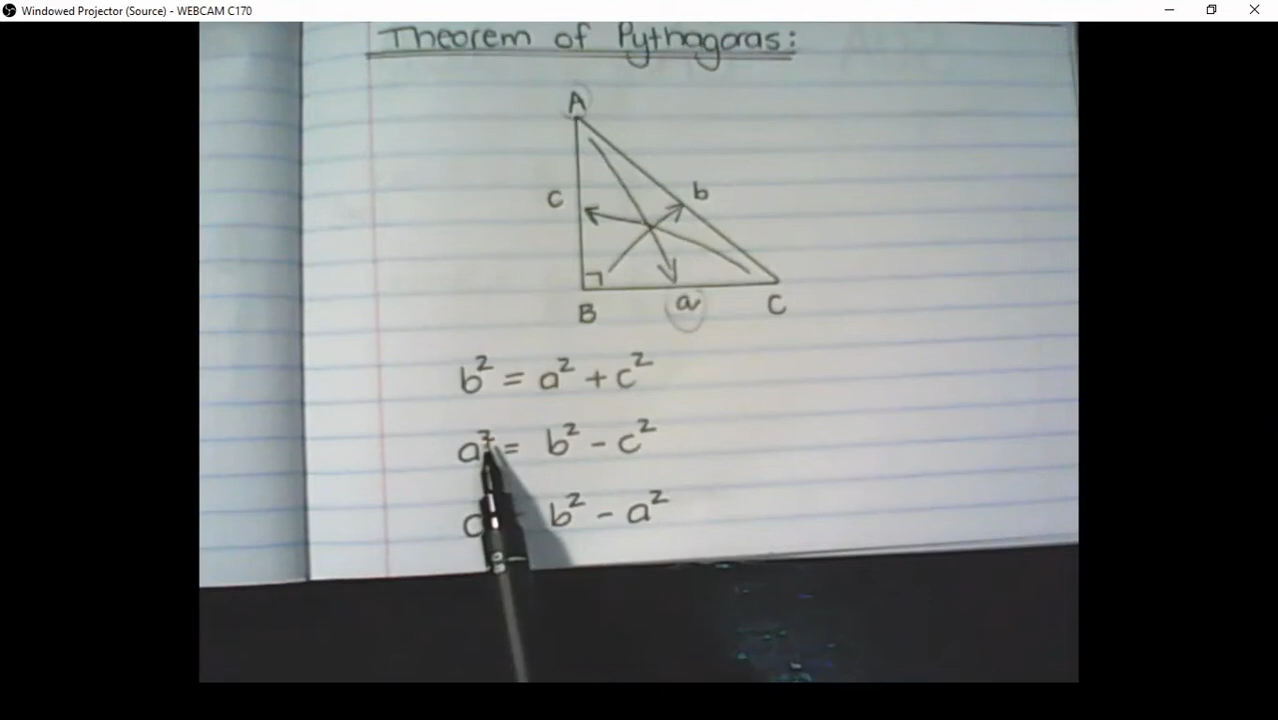 Windowed Projector (Source) - WEBCAM C170
Theorem of Pythagoras:
A
c
b
B
a
C
b² = a² + c²
a² = b² - c²
c b² - a²